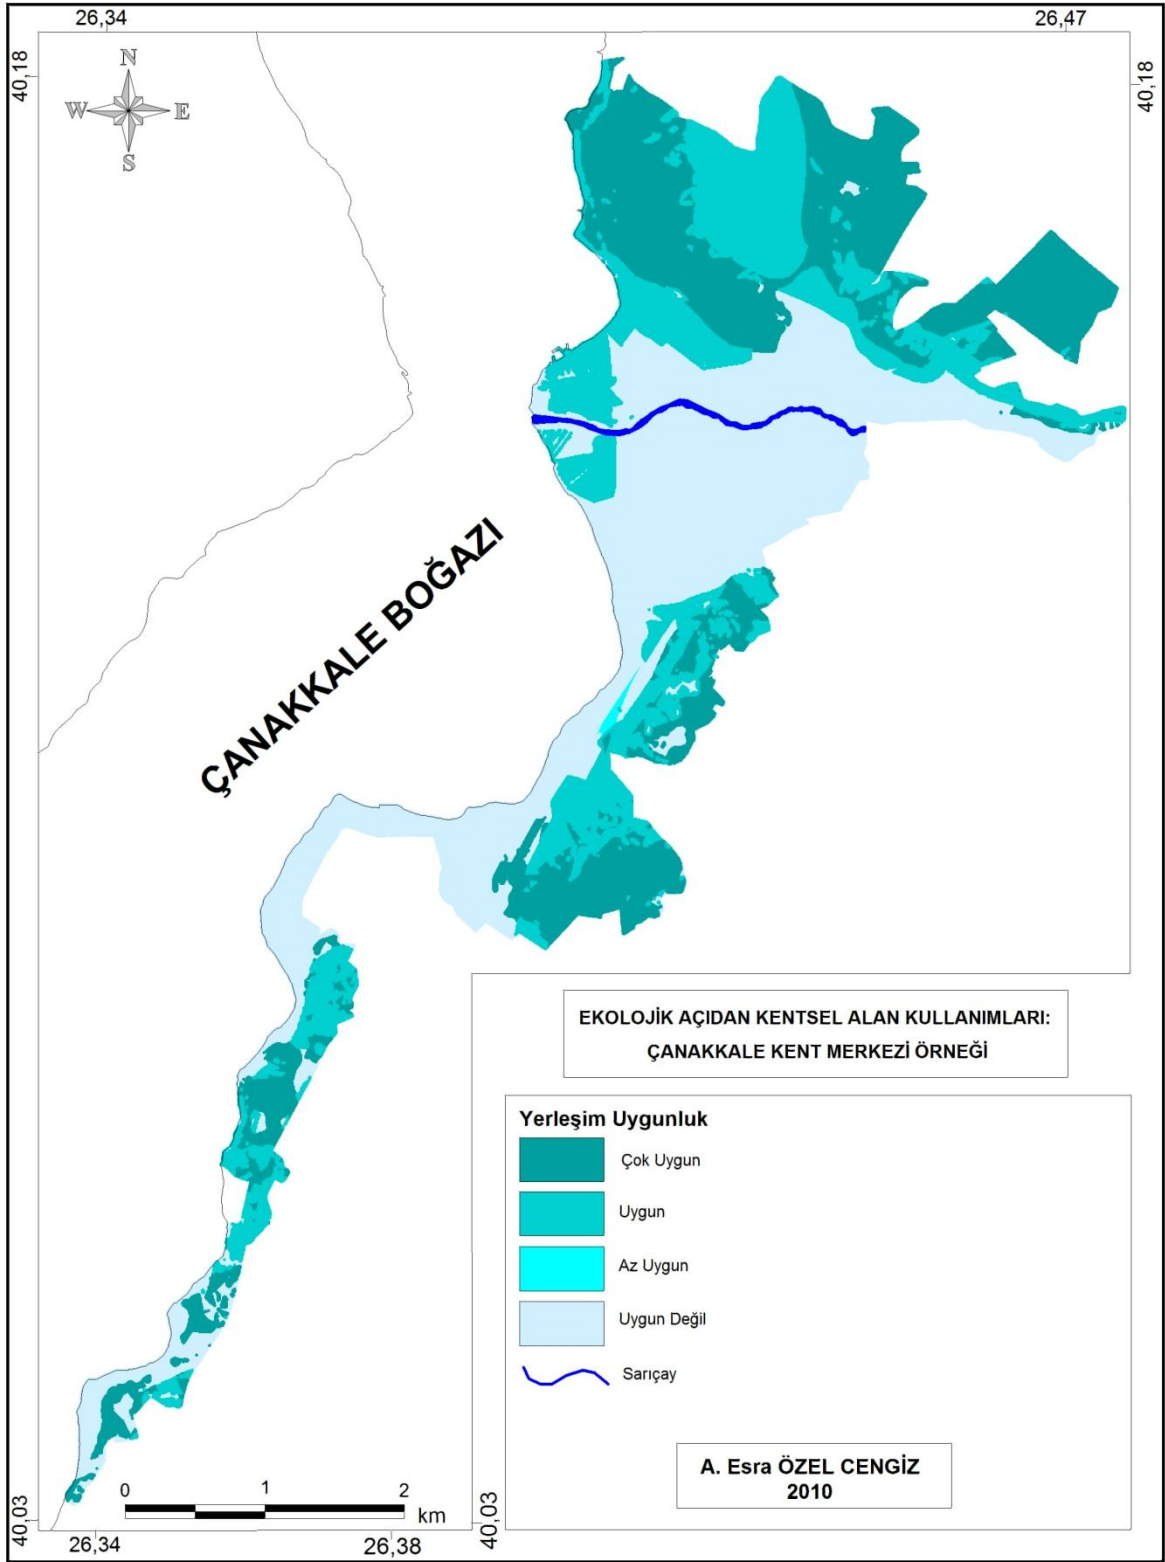 26,34
26,47
40,18
40,18
N
W
E
S
ÇANAKKALE BOĞAZI
EKOLOJİK AÇIDAN KENTSEL ALAN KULLANIMLARI:
ÇANAKKALE KENT MERKEZİ ÖRNEĞİ
Yerleşim Uygunluk
Çok Uygun
Uygun
Az Uygun
Uygun Değil
Sarıçay
A. Esra ÖZEL CENGİZ
2010
0 1 2
km
40,03
40,03
26,34
26,38